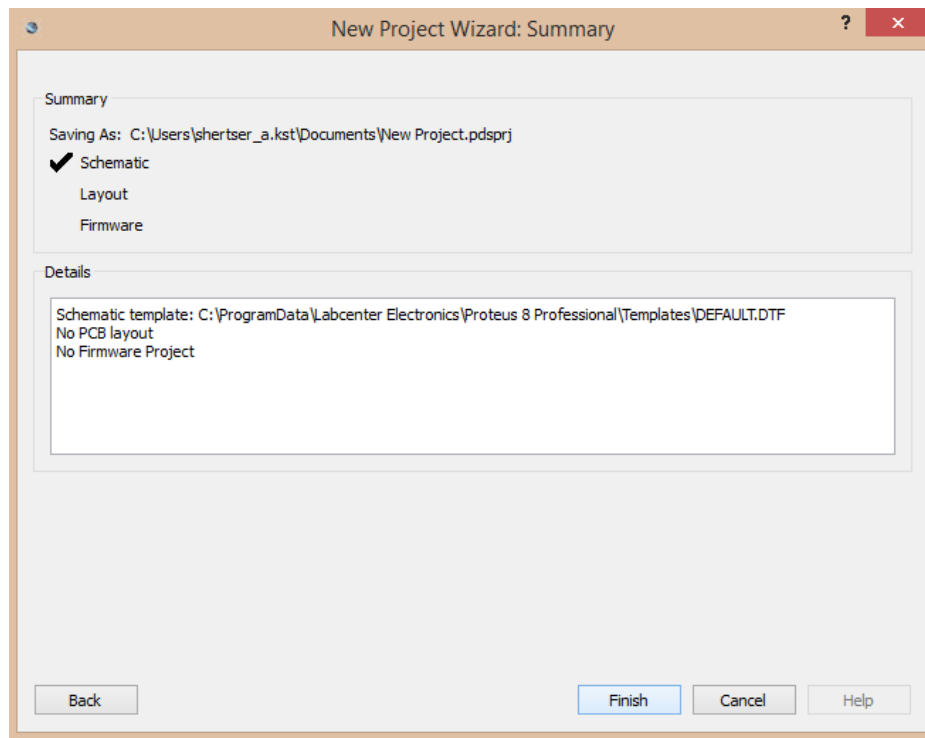 New Project Wizard: Summary
?
Summary
Saving As: C:\Users\shertser_a.kst\Documents\New Project.pdsprj
Schematic
Layout
Firmware
Details
Schematic template: C:\ProgramData\Labcenter Electronics\Proteus 8 Professional\Templates\DEFAULT.DTF
No PCB layout
No Firmware Project
Back Finish Cancel Help